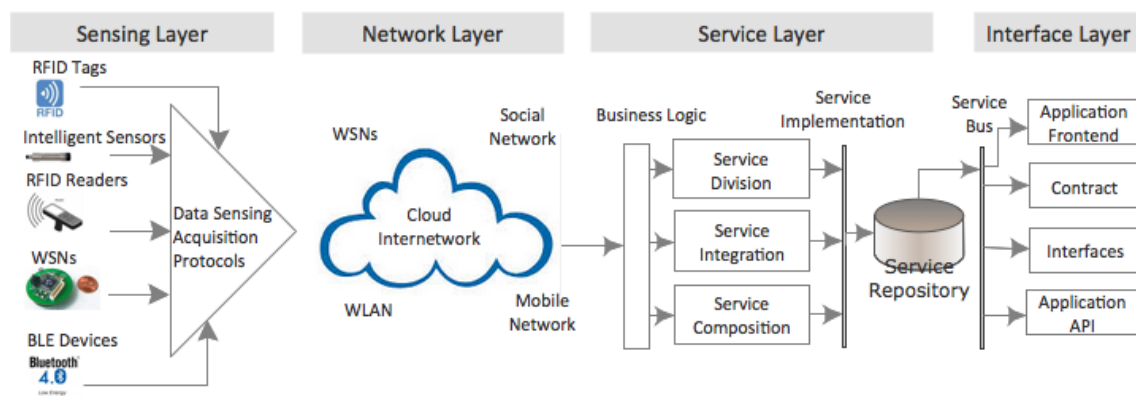 Sensing Layer
Network Layer
Service Layer
Interface Layer
RFID Tags
RFID
Intelligent Sensors
RFID Readers
WSNs
BLE Devices
Bluetooth
4.0
Low Energy
Data Sensing
Acquisition
Protocols
WSNs
Social
Network
Cloud
Internetwork
WLAN
Mobile
Network
Business Logic
Service
Division
Service
Integration
Service
Composition
Service
Implementation
Service
Repository
Service
Bus
Application
Frontend
Contract
Interfaces
Application
API